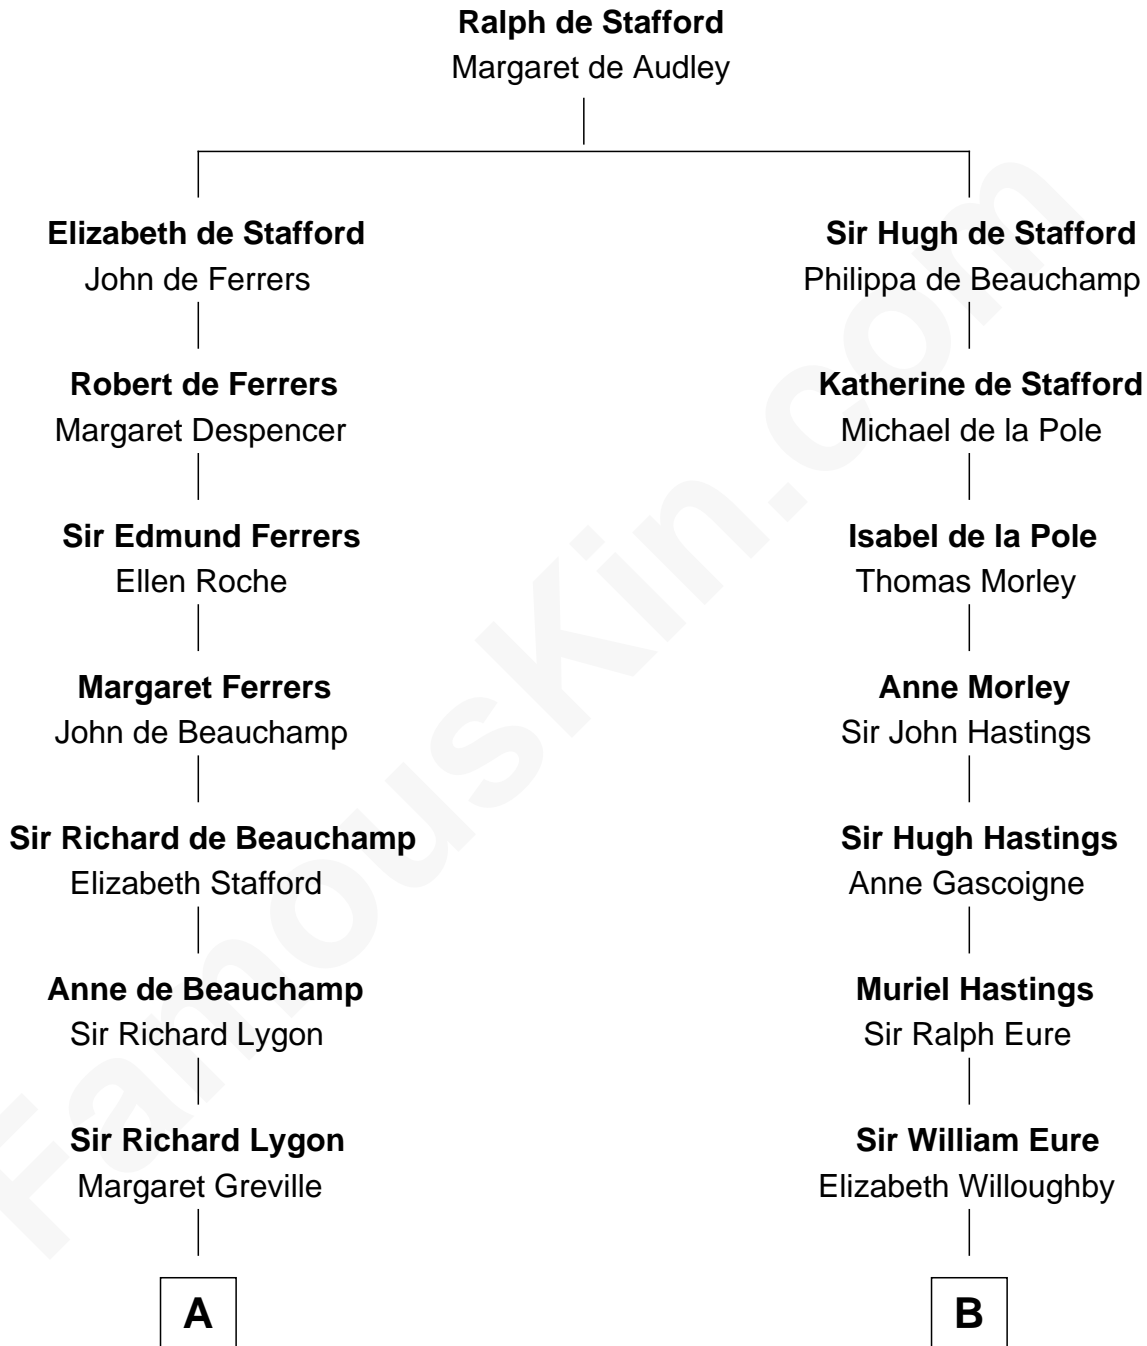 Ralph de Stafford
Margaret de Audley
Elizabeth de Stafford
John de Ferrers
Robert de Ferrers
Margaret Despencer
Sir Edmund Ferrers
Ellen Roche
Margaret Ferrers
John de Beauchamp
Sir Richard de Beauchamp
Elizabeth Stafford
Anne de Beauchamp
Sir Richard Lygon
Sir Richard Lygon
Margaret Greville
A
Sir Hugh de Stafford
Philippa de Beauchamp
Katherine de Stafford
Michael de la Pole
Isabel de la Pole
Thomas Morley
Anne Morley
Sir John Hastings
Sir Hugh Hastings
Anne Gascoigne
Muriel Hastings
Sir Ralph Eure
Sir William Eure
Elizabeth Willoughby
B
FamousKin.com